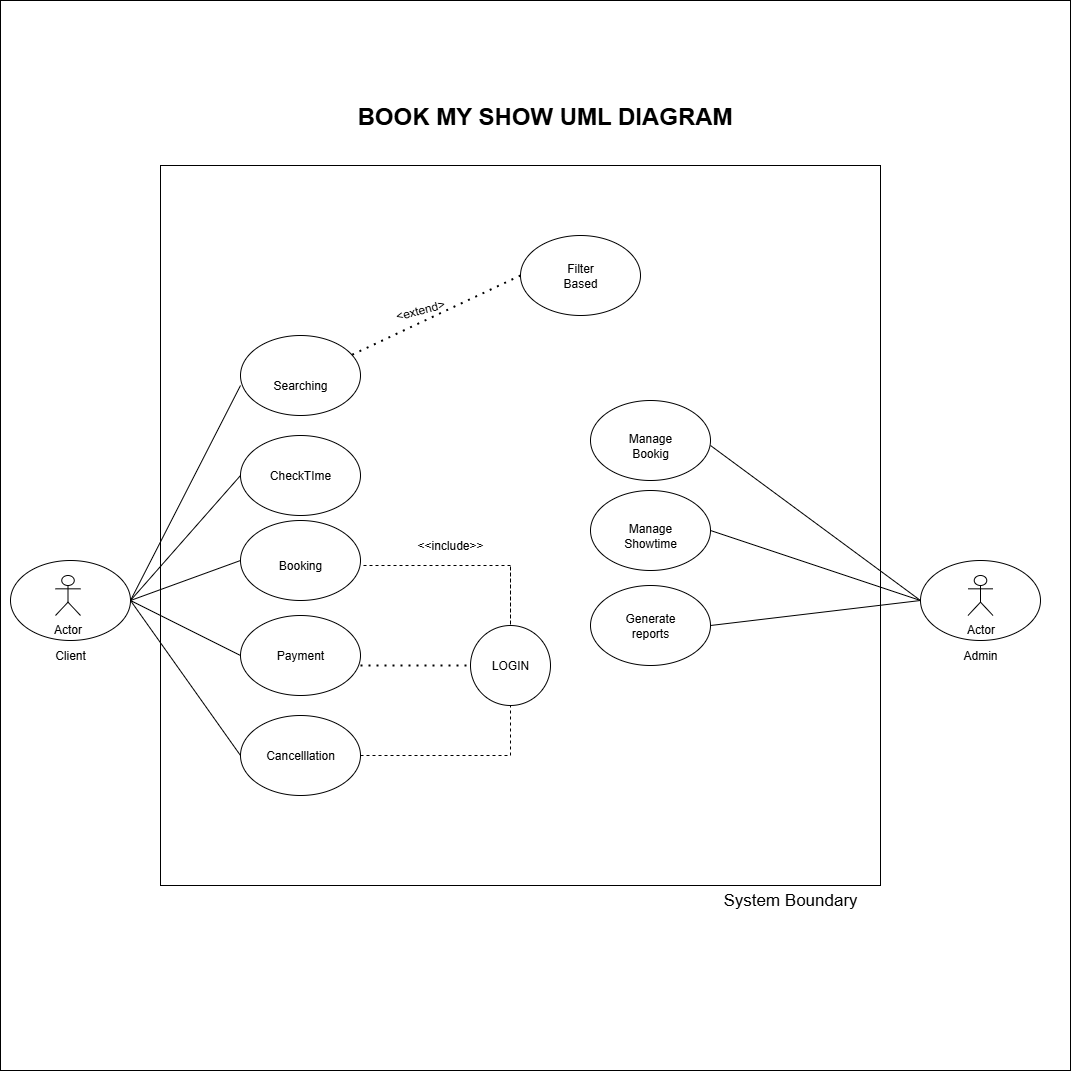 BOOK MY SHOW UML DIAGRAM
Filter
Based
<extend>
Searching
Manage
Bookig
CheckTIme
Manage
Showtime
<<include>>
Booking
Generate
reports
Actor
Client
Actor
Admin
Payment
LOGIN
Cancelllation
System Boundary